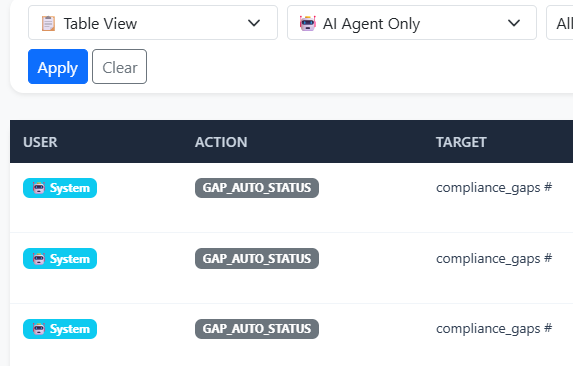 Table View AI Agent Only All
Apply Clear
USER ACTION TARGET
System GAP_AUTO_STATUS compliance_gaps #
System GAP_AUTO_STATUS compliance_gaps #
System GAP_AUTO_STATUS compliance_gaps #